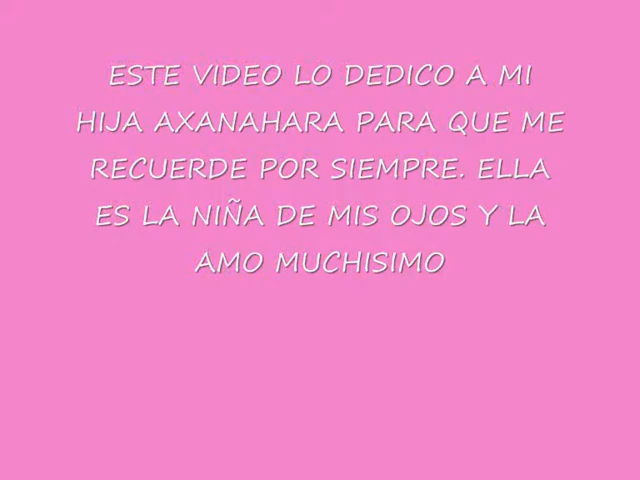 ESTE VIDEO LO DEDICO A MI
HIJA AXANAHARA PARA QUE ME
RECUERDE POR SIEMPRE. ELLA
ES LA NIÑA DE MIS OJOS Y LA
AMO MUCHISIMO